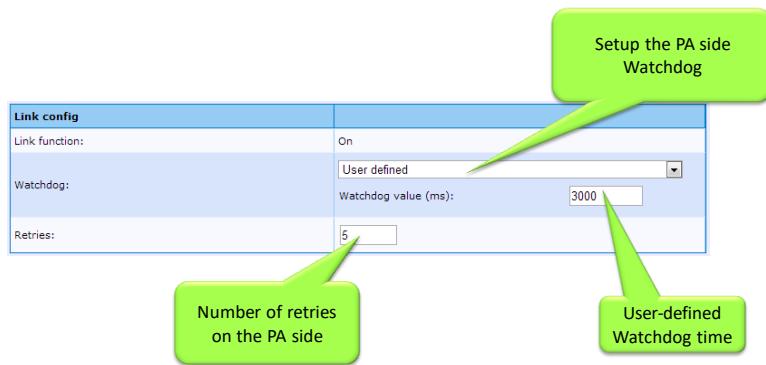 Setup the PA side
Watchdog
Link config
Link function:
On
Watchdog:
User defined
Watchdog value (ms):
3000
Retries:
5
Number of retries
on the PA side
User-defined
Watchdog time